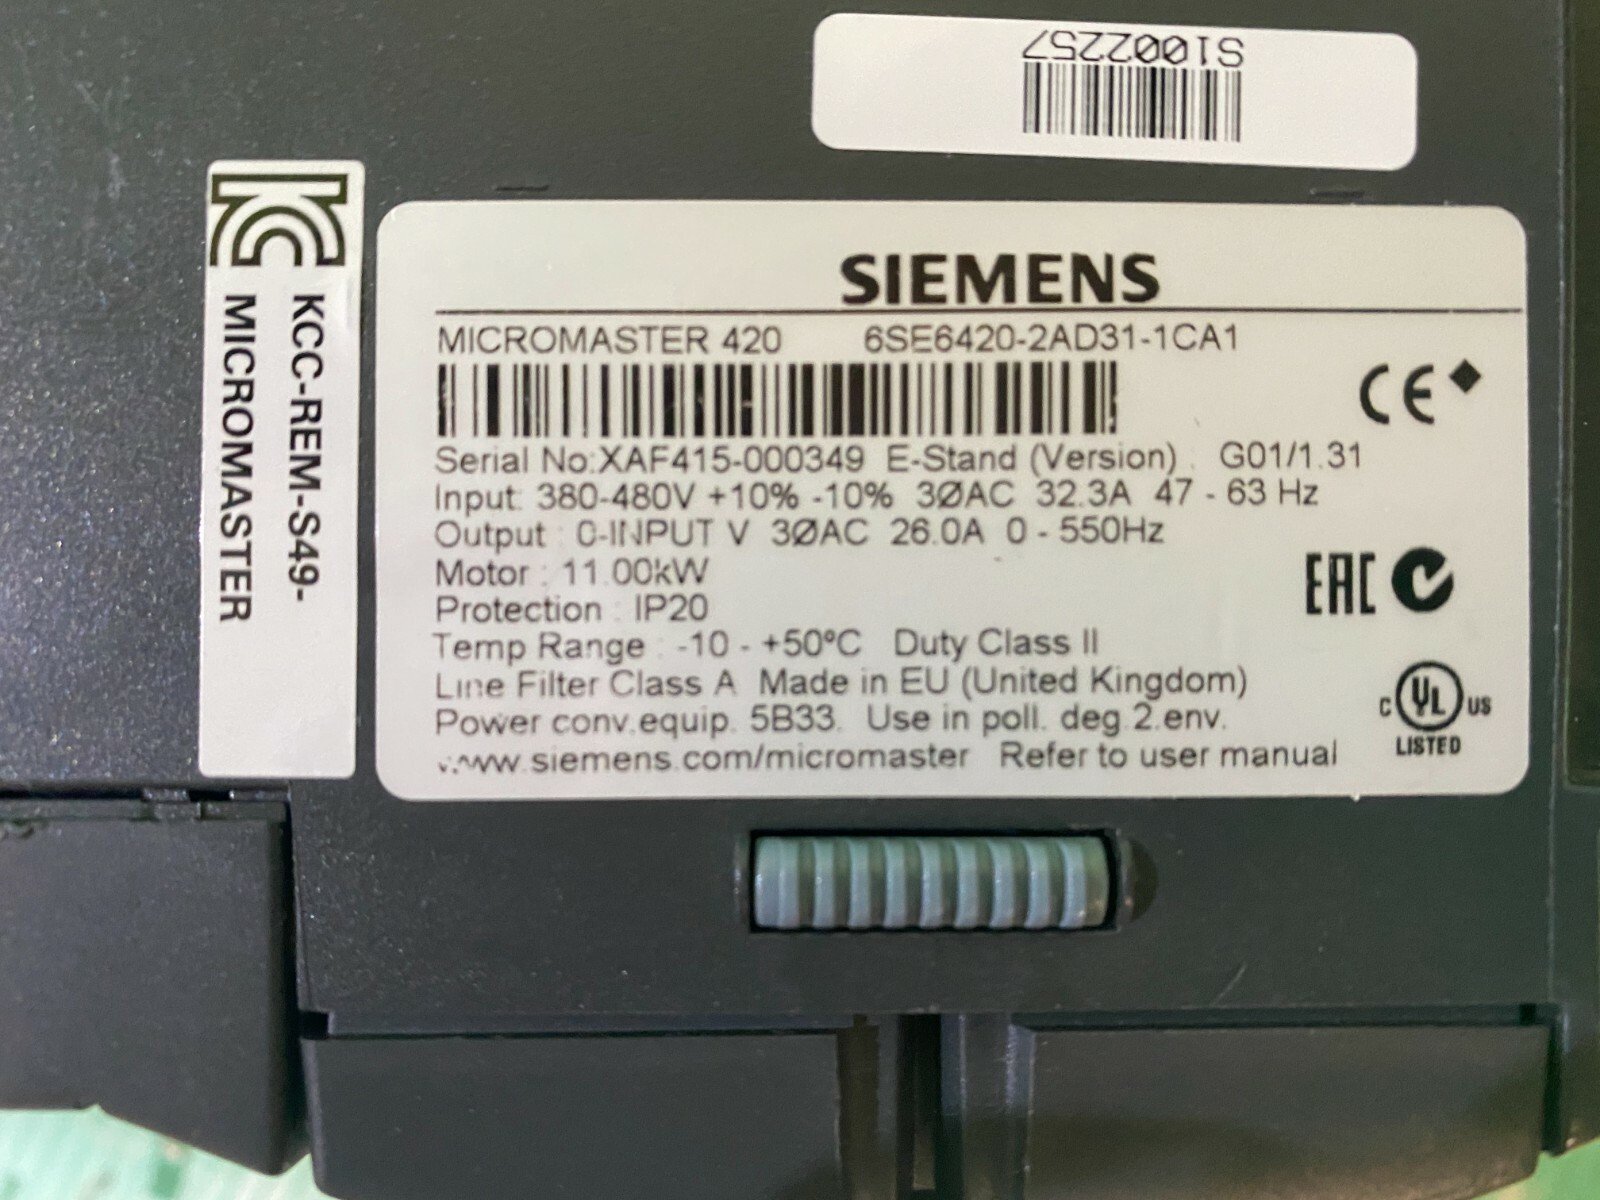 S1002257
KCC-REM-S49-
MICROMASTER
SIEMENS
MICROMASTER 420 6SE6420-2AD31-1CA1
CE
Serial No:XAF415-000349 E-Stand (Version) : G01/1.31
Input: 380-480V +10% -10% 3ØAC 32.3A 47 - 63 Hz
Output : 0-INPUT V 3ØAC 26.0A 0 - 550Hz
Motor : 11.00kW
EAC
Protection : IP20
Temp Range : -10 - +50°C Duty Class II
Line Filter Class A Made in EU (United Kingdom)
C UL US
Power conv.equip. 5B33. Use in poll. deg.2.env.
LISTED
www.siemens.com/micromaster Refer to user manual